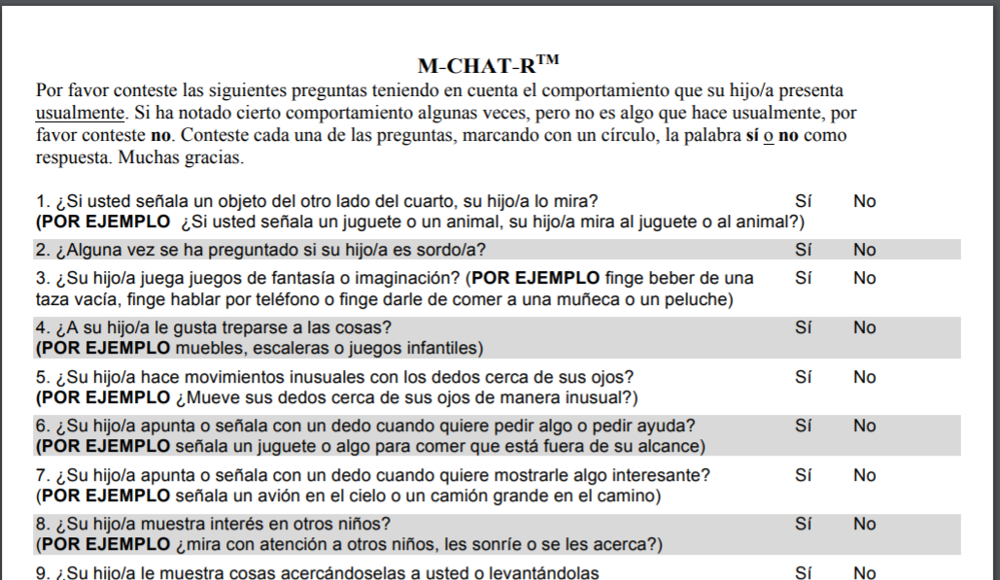 M-CHAT-R™
Por favor conteste las siguientes preguntas teniendo en cuenta el comportamiento que su hijo/a presenta
usualmente. Si ha notado cierto comportamiento algunas veces, pero no es algo que hace usualmente, por
favor conteste no. Conteste cada una de las preguntas, marcando con un círculo, la palabra sí o no como
respuesta. Muchas gracias.
1. ¿Si usted señala un objeto del otro lado del cuarto, su hijo/a lo mira? Sí No
(POR EJEMPLO ¿Si usted señala un juguete o un animal, su hijo/a mira al juguete o al animal?)
2. ¿Alguna vez se ha preguntado si su hijo/a es sordo/a? Sí No
3. ¿Su hijo/a juega juegos de fantasía o imaginación? (POR EJEMPLO finge beber de una Sí No
taza vacía, finge hablar por teléfono o finge darle de comer a una muñeca o un peluche)
4. ¿A su hijo/a le gusta treparse a las cosas? Sí No
(POR EJEMPLO muebles, escaleras o juegos infantiles)
5. ¿Su hijo/a hace movimientos inusuales con los dedos cerca de sus ojos? Sí No
(POR EJEMPLO ¿Mueve sus dedos cerca de sus ojos de manera inusual?)
6. ¿Su hijo/a apunta o señala con un dedo cuando quiere pedir algo o pedir ayuda? Sí No
(POR EJEMPLO señala un juguete o algo para comer que está fuera de su alcance)
7. ¿Su hijo/a apunta o señala con un dedo cuando quiere mostrarle algo interesante? Sí No
(POR EJEMPLO señala un avión en el cielo o un camión grande en el camino)
8. ¿Su hijo/a muestra interés en otros niños? Sí No
(POR EJEMPLO ¿mira con atención a otros niños, les sonríe o se les acerca?)
9. ¿Su hijo/a le muestra cosas acercándoselas a usted o levantándolas Sí No